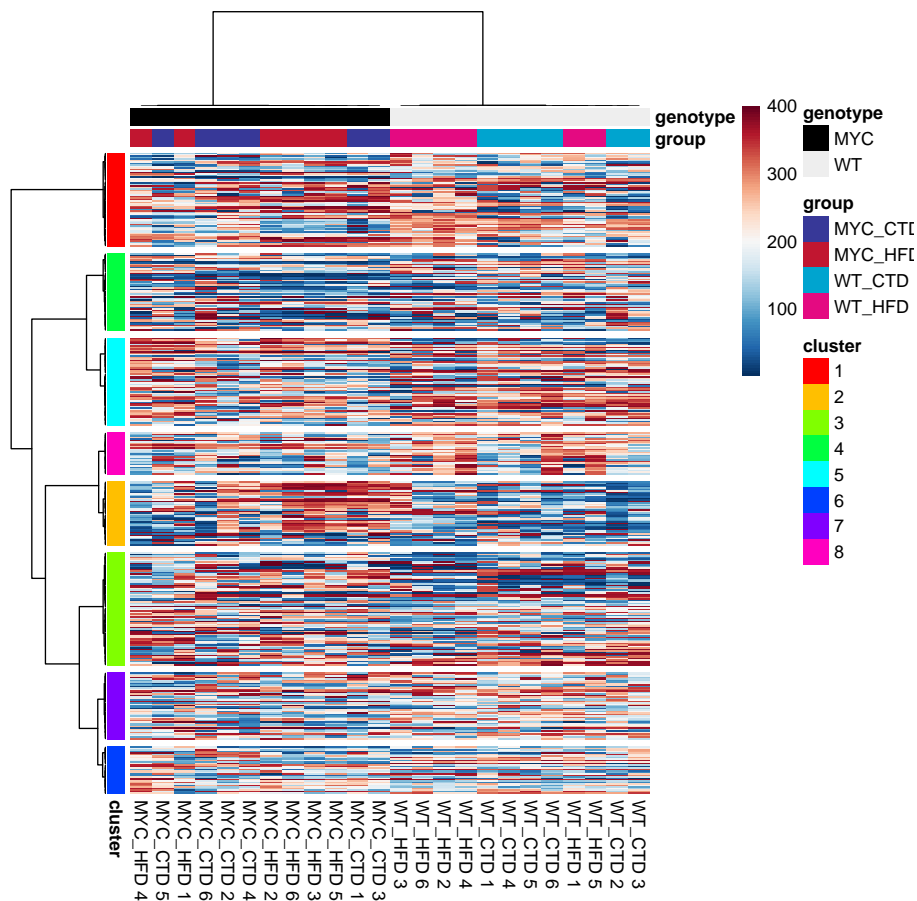 genotype
group
400
300
200
100
genotype
MYC
WT
group
MYC_CTD
MYC_HFD
WT_CTD
WT_HFD
cluster
1
2
3
4
5
6
7
8
cluster
MYC_HFD 4
MYC_CTD 5
MYC_HFD 1
MYC_CTD 6
MYC_CTD 2
MYC_CTD 4
MYC_HFD 2
MYC_HFD 6
MYC_HFD 3
MYC_HFD 5
MYC_CTD 1
MYC_CTD 3
WT_HFD 3
WT_HFD 6
WT_HFD 2
WT_HFD 4
WT_CTD 1
WT_CTD 4
WT_CTD 5
WT_CTD 6
WT_HFD 1
WT_HFD 5
WT_CTD 2
WT_CTD 3